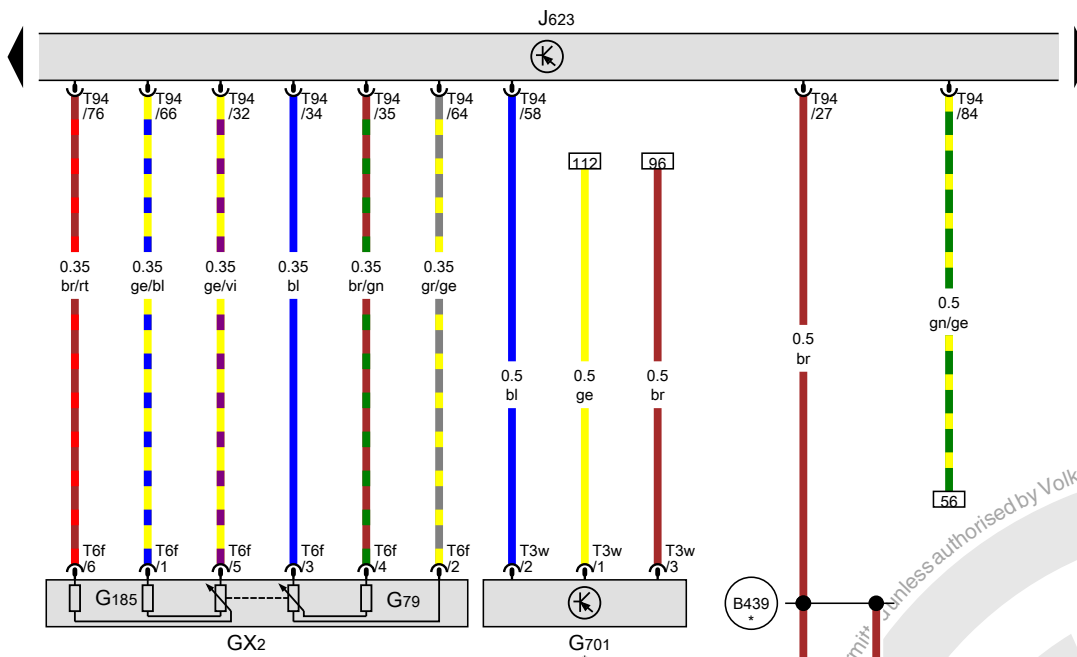 J623
T94 T94 T94 T94 T94 T94 T94 T94 T94
/76 /66 /32 /34 /35 /64 /58 /27 /84
112 96
0.35 0.35 0.35 0.35 0.35 0.35
br/rt ge/bl ge/vi bl br/gn gr/ge
0.5
gn/ge
0.5
br
0.5 0.5 0.5
bl ge br
56
T6f T6f T6f T6f T6f T6f T3w T3w T3w
/6 /1 /5 /3 /4 /2 /2 /1 /3
G185 G79
B439
*
GX2 G701
unless authorised by Volk